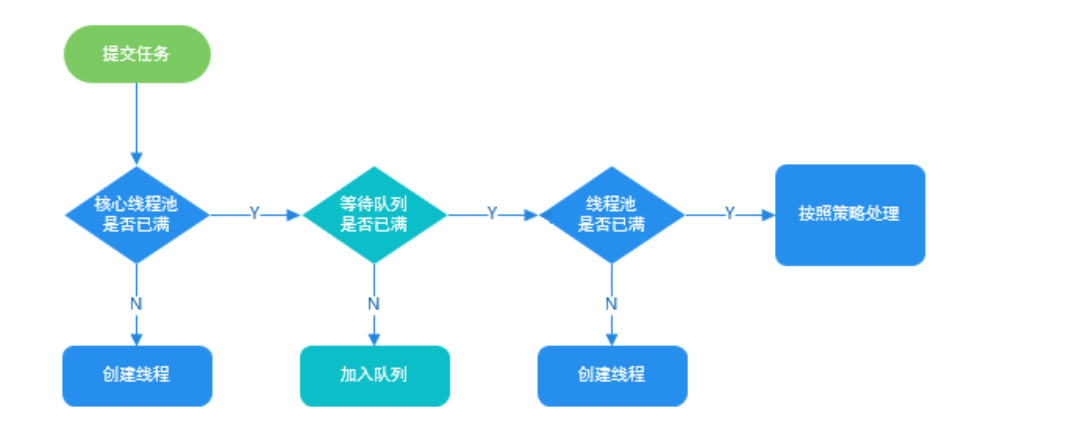 提交任务
核心线程池
是否已满
Y
等待队列
是否已满
Y
线程池
是否已满
Y
按照策略处理
N
N
N
创建线程
加入队列
创建线程